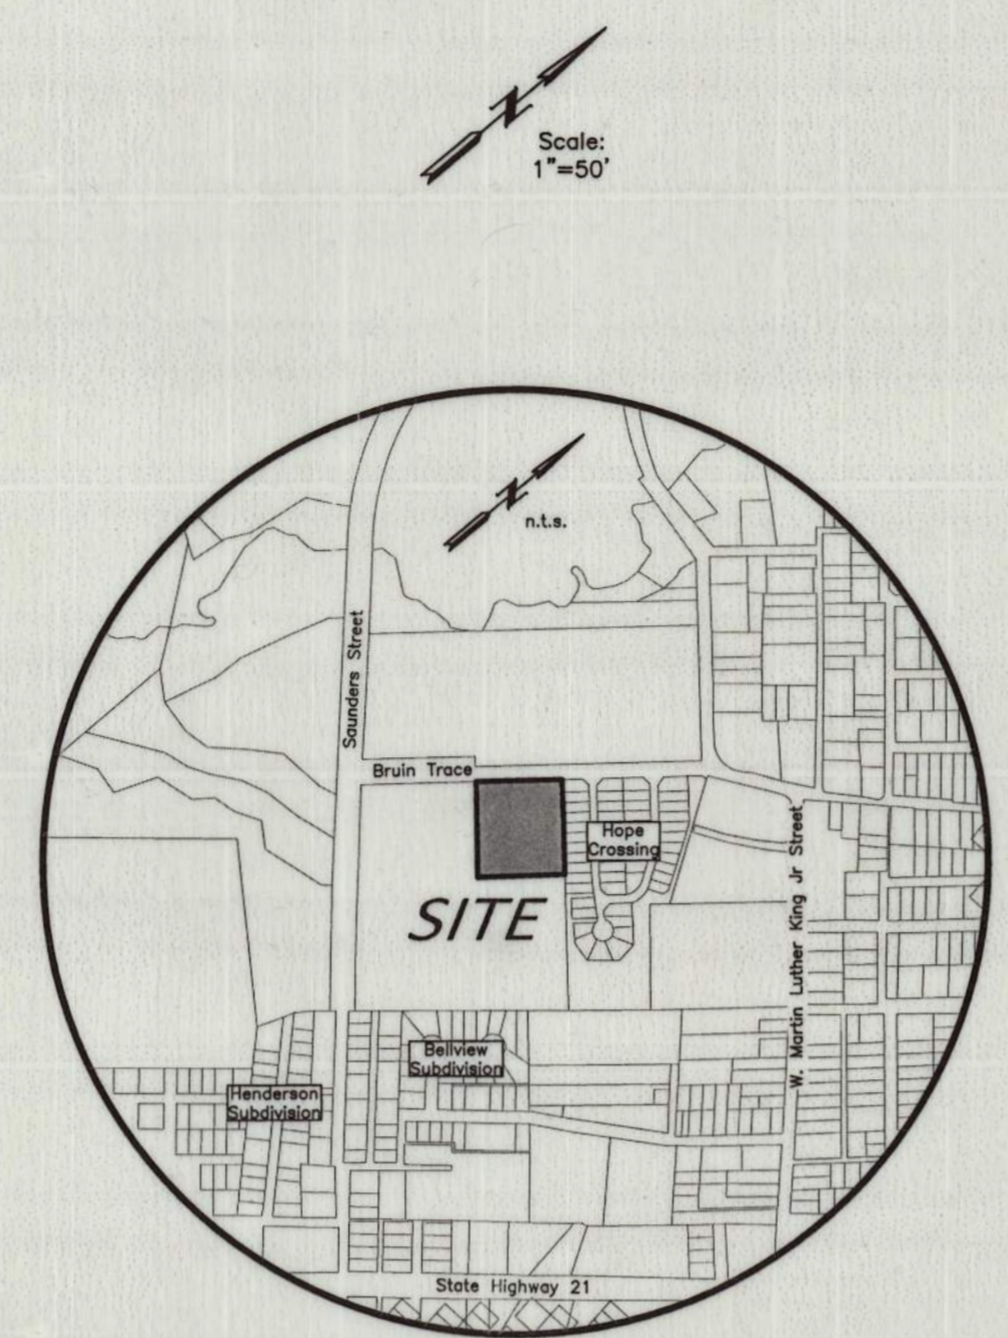 N
Scale:
1"=50'
N
n.t.s.
Saunders Street
Bruin Trace
Hope
Crossing
SITE
W. Martin Luther King Jr Street
Bellview
Subdivision
Henderson
Subdivision
State Highway 21